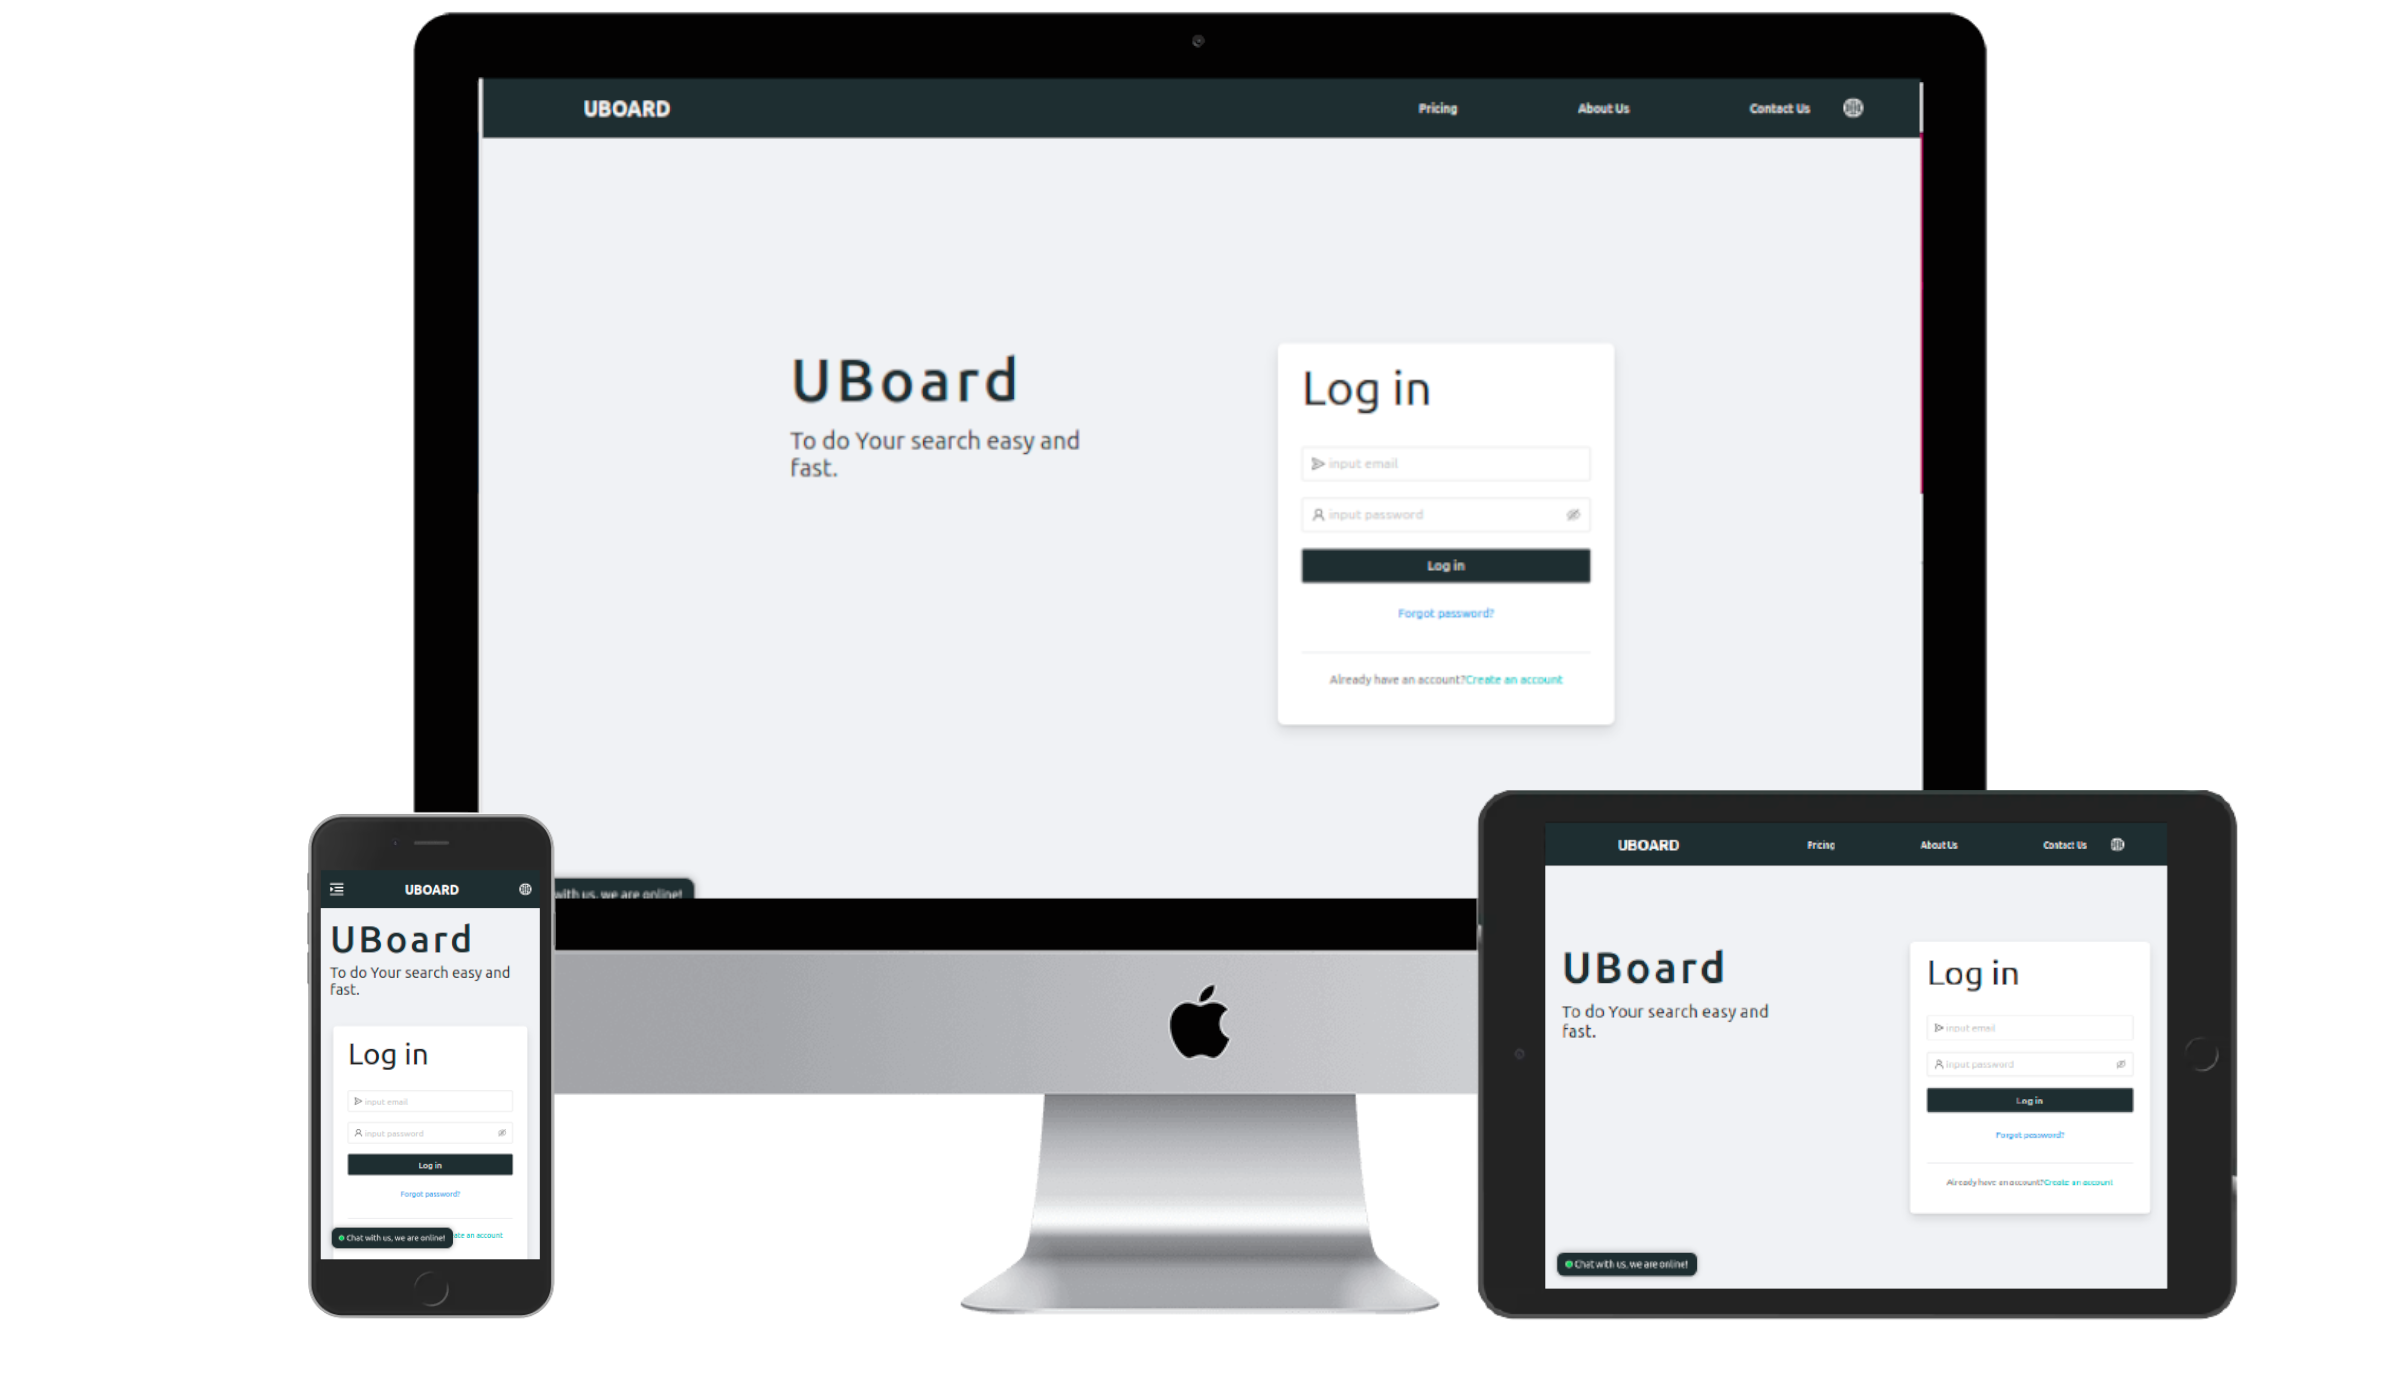 UBOARD Pricing About Us Contact Us
UBoard
To do Your search easy and
fast.
Log in
input email
input password
Log in
Forgot password?
Already have an account?Create an account
with us, we are online!
UBOARD
UBoard
To do Your search easy and
fast.
Log in
input email
input password
Log in
Forgot password?
ate an account
Chat with us, we are online!
UBOARD Pricing About Us Contact Us
UBoard
To do Your search easy and
fast.
Log in
input email
input password
Log in
Forgot password?
Already have an account?Create an account
Chat with us, we are online!